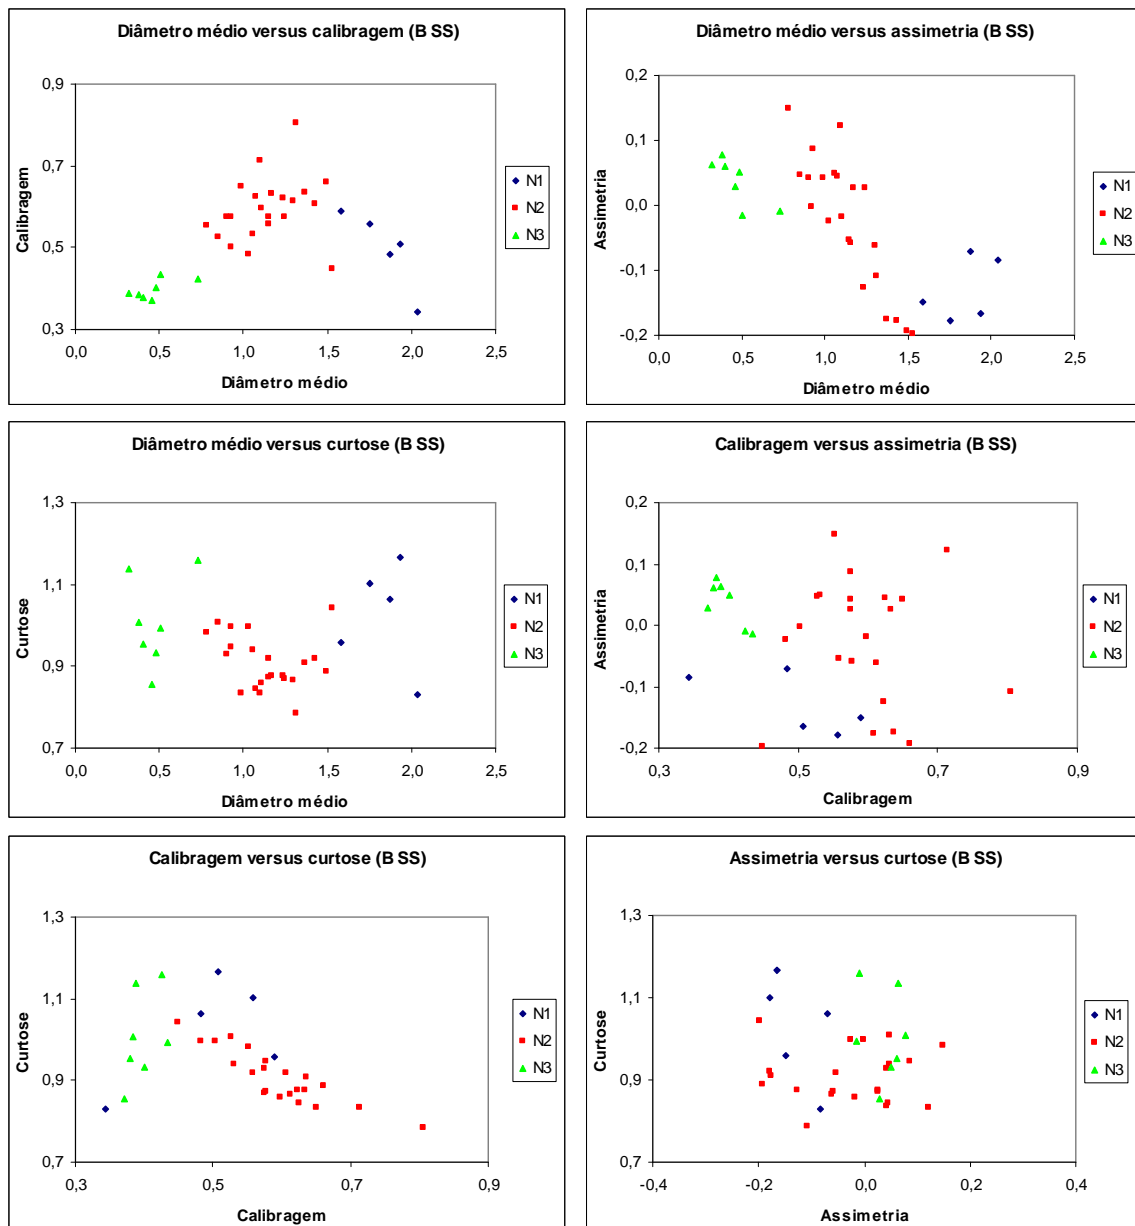 Diâmetro médio versus calibragem (B SS)
0,9
0,7
0,5
0,3
Calibragem
0,0 0,5 1,0 1,5 2,0 2,5
Diâmetro médio
N1
N2
N3
Diâmetro médio versus assimetria (B SS)
0,2
0,1
0,0
-0,1
-0,2
Assimetria
0,0 0,5 1,0 1,5 2,0 2,5
Diâmetro médio
N1
N2
N3
Diâmetro médio versus curtose (B SS)
1,3
1,1
0,9
0,7
Curtose
0,0 0,5 1,0 1,5 2,0 2,5
Diâmetro médio
N1
N2
N3
Calibragem versus assimetria (B SS)
0,2
0,1
0,0
-0,1
-0,2
Assimetria
0,3 0,5 0,7 0,9
Calibragem
N1
N2
N3
Calibragem versus curtose (B SS)
1,3
1,1
0,9
0,7
Curtose
0,3 0,5 0,7 0,9
Calibragem
N1
N2
N3
Assimetria versus curtose (B SS)
1,3
1,1
0,9
0,7
Curtose
-0,4 -0,2 0,0 0,2 0,4
Assimetria
N1
N2
N3